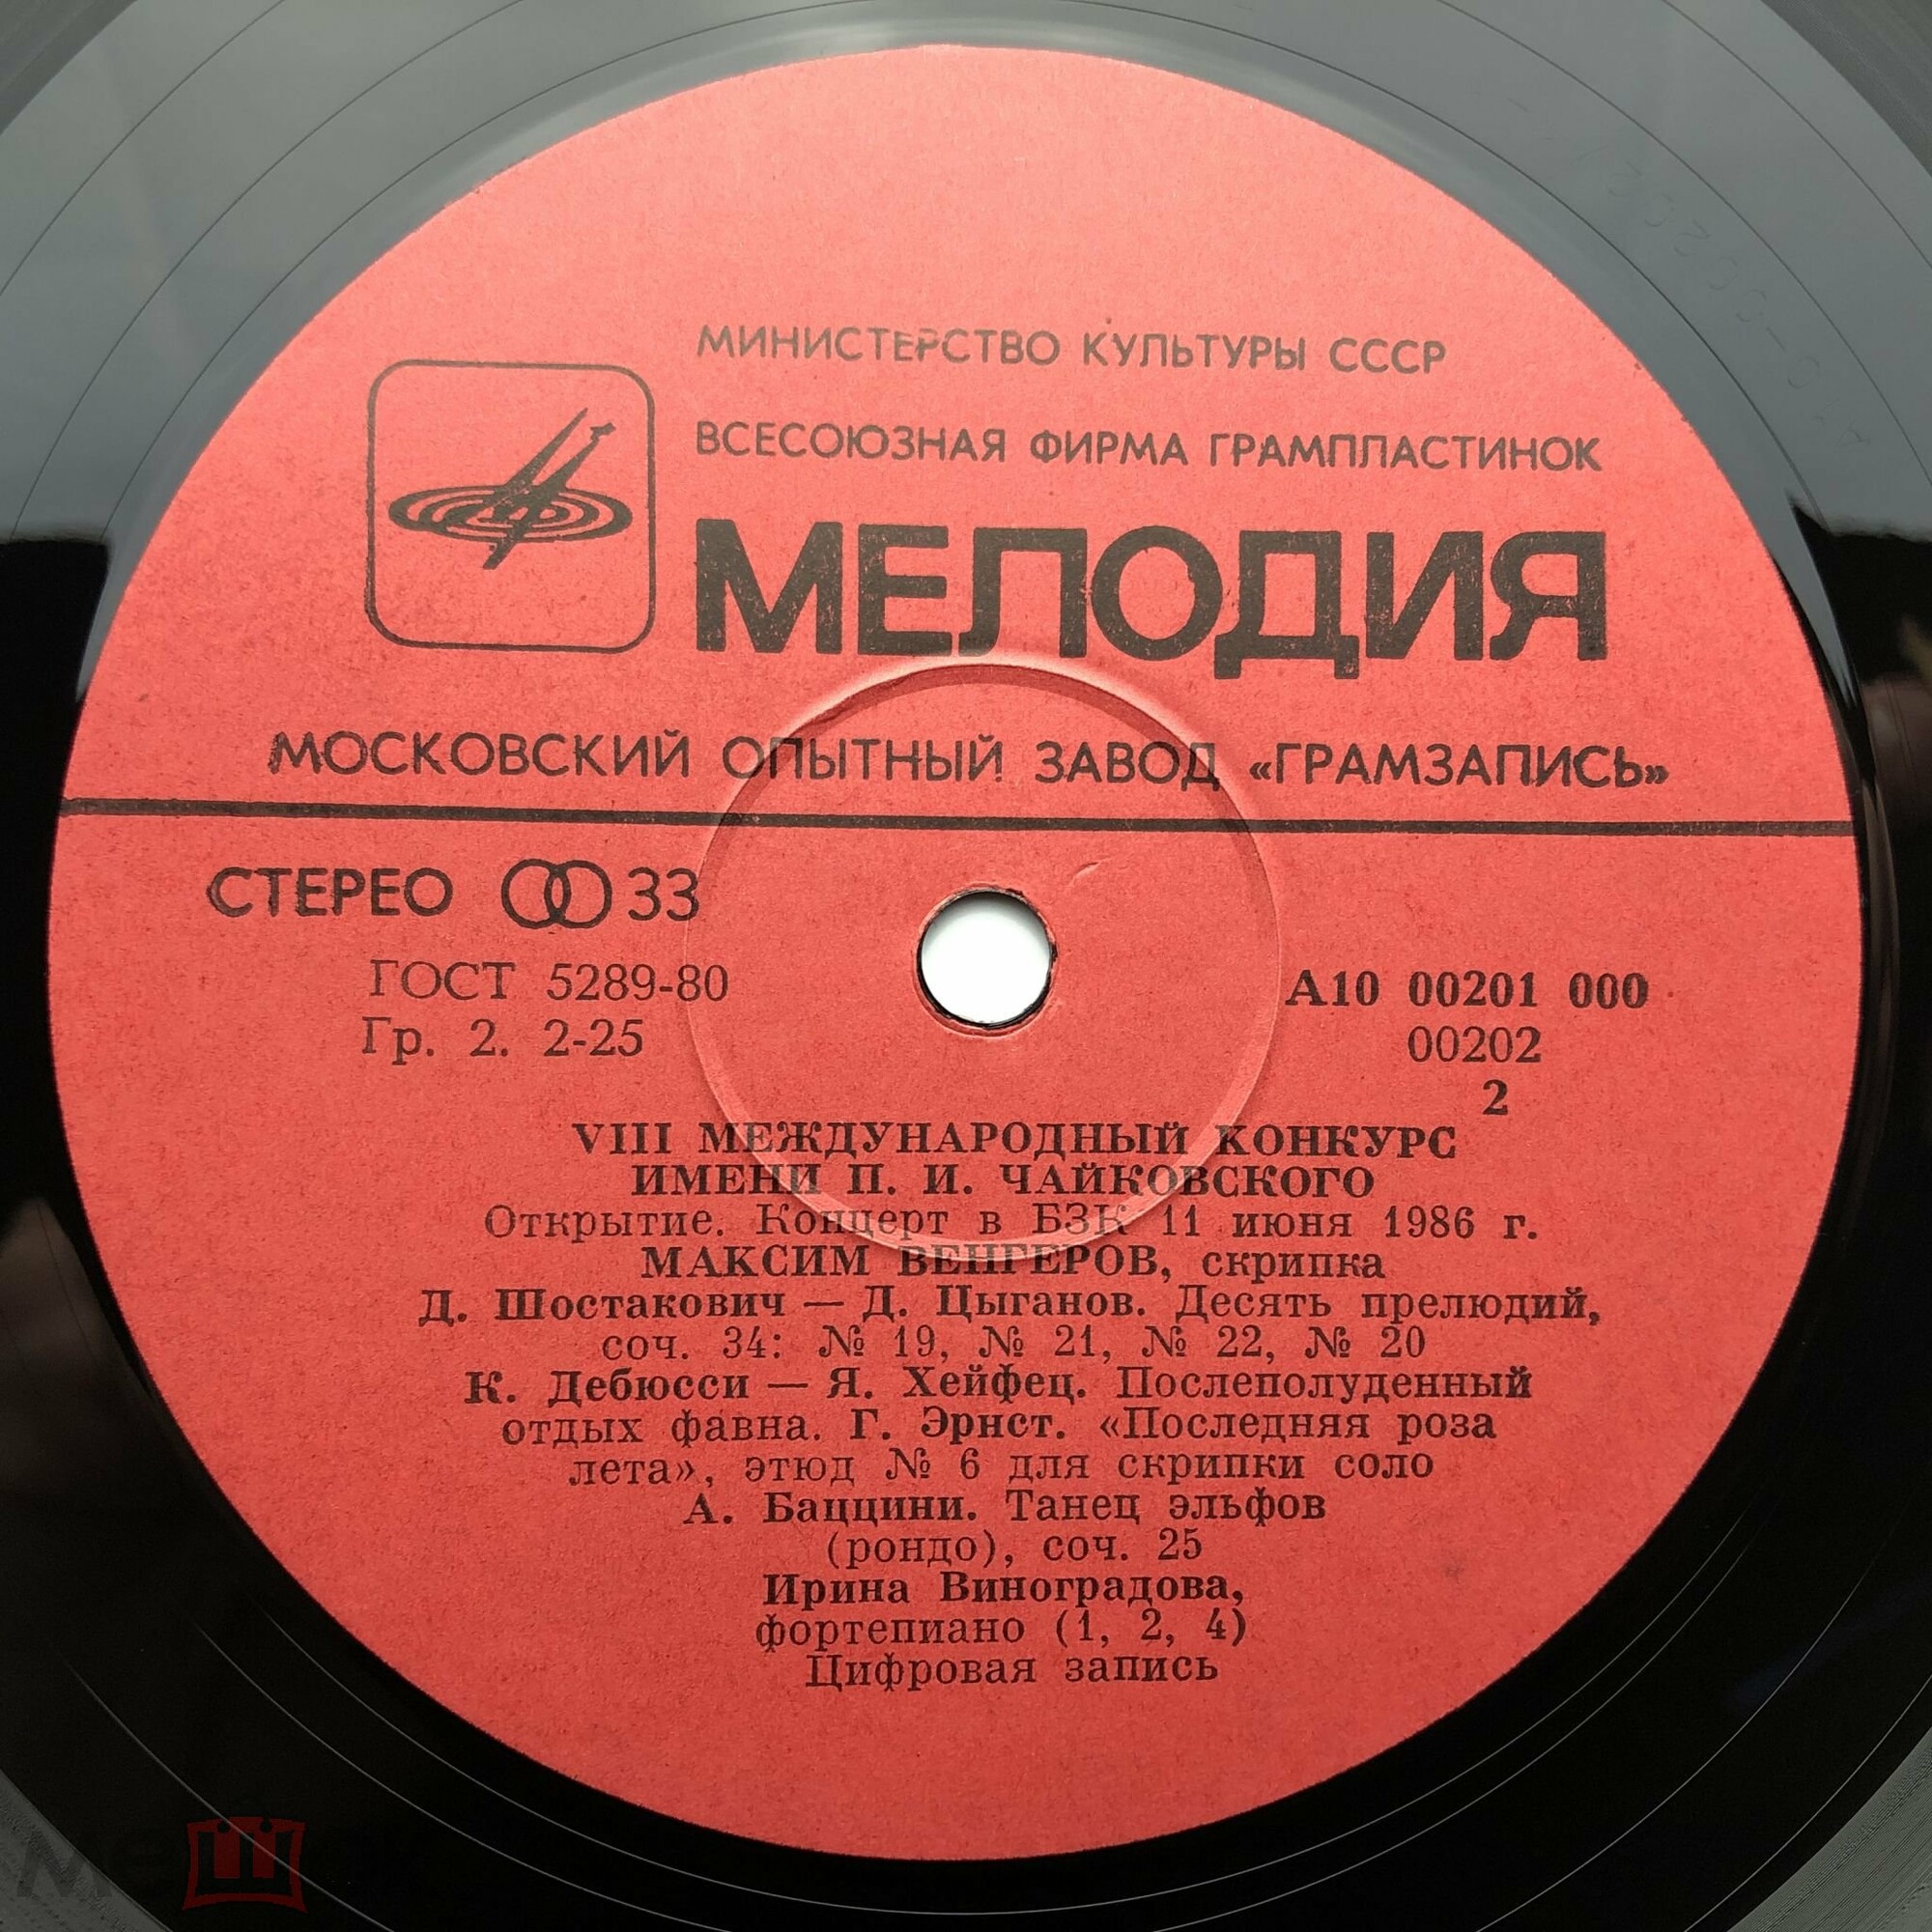 МИНИСТЕРСТВО КУЛЬТУРЫ СССР
ВСЕСОЮЗНАЯ ФИРМА ГРАМПЛАСТИНОК
МЕЛОДИЯ
МОСКОВСКИЙ ОПЫТНЫЙ ЗАВОД «ГРАМЗАПИСЬ»
СТЕРЕО 33
ГОСТ 5289-80
Гр. 2. 2-25
А10 00201 000
00202
2
VIII МЕЖДУНАРОДНЫЙ КОНКУРС
ИМЕНИ П. И. ЧАЙКОВСКОГО
Открытие. Концерт в БЗК 11 июня 1986 г.
МАКСИМ ВЕНГЕРОВ, скрипка
Д. Шостакович — Д. Цыганов. Десять прелюдий,
соч. 34: № 19, № 21, № 22, № 20
К. Дебюсси — Я. Хейфец. Послеполуденный
отдых фавна. Г. Эрнст. «Последняя роза
лета», этюд № 6 для скрипки соло
А. Баццини. Танец эльфов
(рондо), соч. 25
Ирина Виноградова,
фортепиано (1, 2, 4)
Цифровая запись